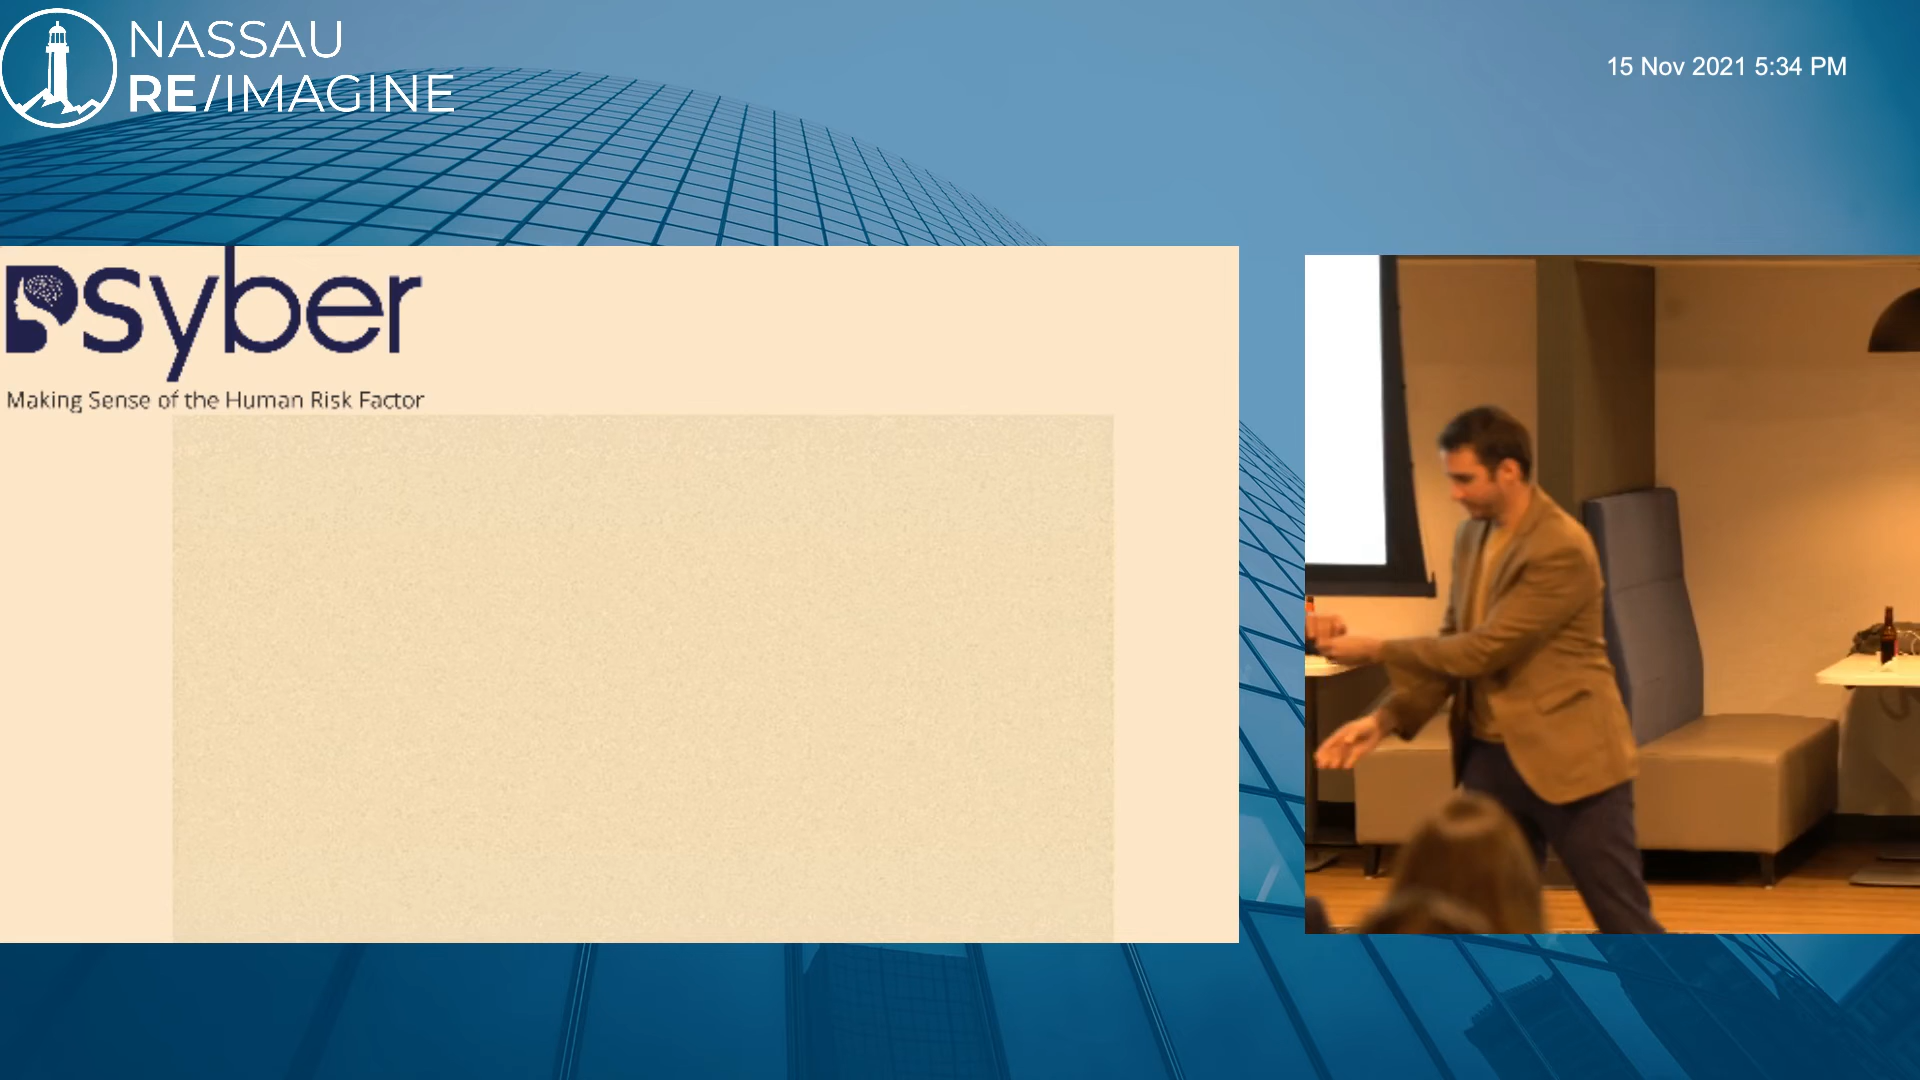 NASSAU
RE/IMAGINE
15 Nov 2021 5:34 PM
Psyber
Making Sense of the Human Risk Factor